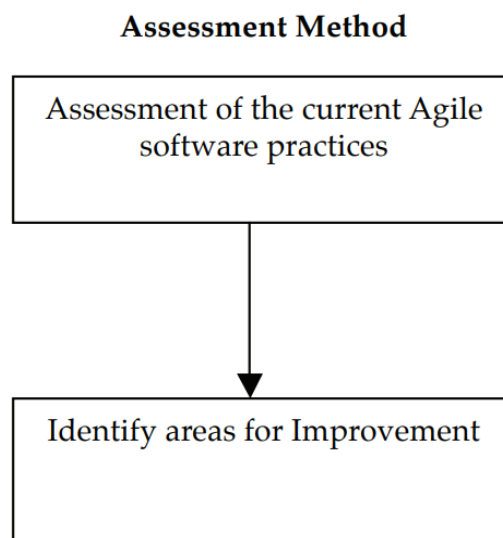 Assessment Method
Assessment of the current Agile
software practices
Identify areas for Improvement